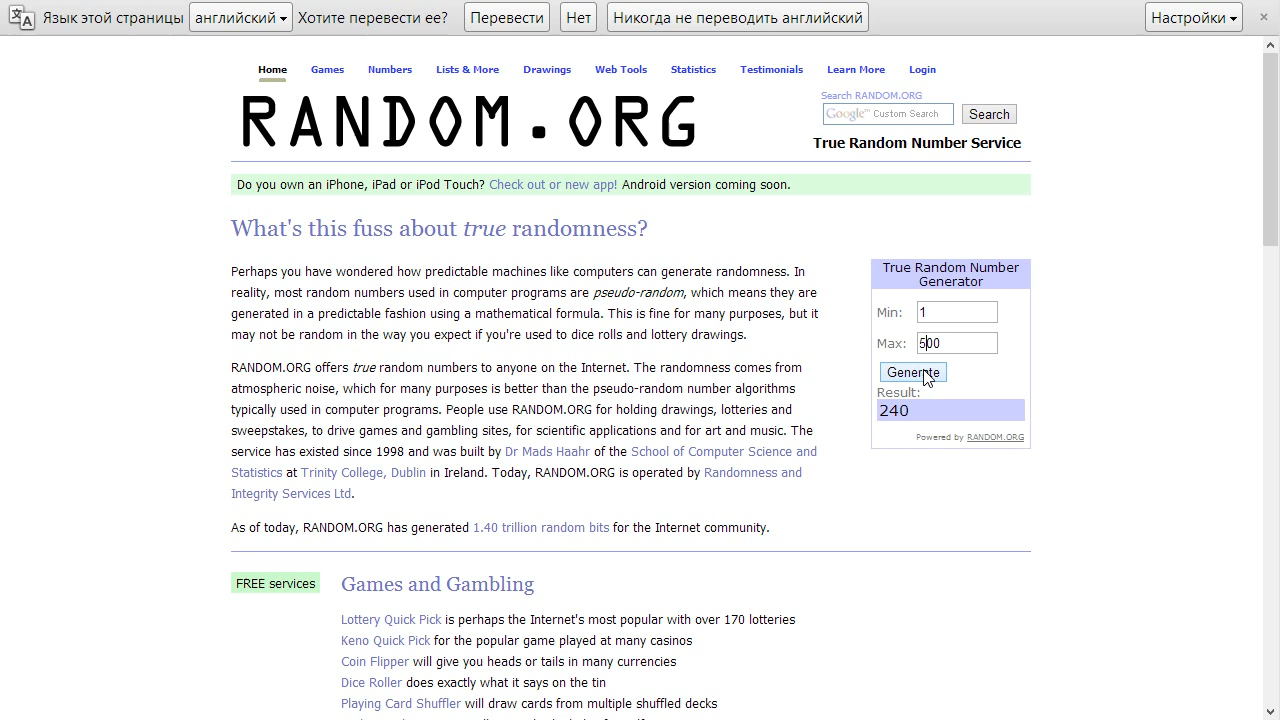 Язык этой страницы английский Хотите перевести ее? Перевести Нет Никогда не переводить английский Настройки
Home Games Numbers Lists & More Drawings Web Tools Statistics Testimonials Learn More Login
RANDOM.ORG
Search RANDOM.ORG
Google™ Custom Search Search
True Random Number Service
Do you own an iPhone, iPad or iPod Touch? Check out or new app! Android version coming soon.
What's this fuss about true randomness?
Perhaps you have wondered how predictable machines like computers can generate randomness. In
reality, most random numbers used in computer programs are pseudo-random, which means they are
generated in a predictable fashion using a mathematical formula. This is fine for many purposes, but it
may not be random in the way you expect if you're used to dice rolls and lottery drawings.
RANDOM.ORG offers true random numbers to anyone on the Internet. The randomness comes from
atmospheric noise, which for many purposes is better than the pseudo-random number algorithms
typically used in computer programs. People use RANDOM.ORG for holding drawings, lotteries and
sweepstakes, to drive games and gambling sites, for scientific applications and for art and music. The
service has existed since 1998 and was built by Dr Mads Haahr of the School of Computer Science and
Statistics at Trinity College, Dublin in Ireland. Today, RANDOM.ORG is operated by Randomness and
Integrity Services Ltd.
As of today, RANDOM.ORG has generated 1.40 trillion random bits for the Internet community.
True Random Number
Generator
Min: 1
Max: 500
Generate
Result:
240
Powered by RANDOM.ORG
FREE services
Games and Gambling
Lottery Quick Pick is perhaps the Internet's most popular with over 170 lotteries
Keno Quick Pick for the popular game played at many casinos
Coin Flipper will give you heads or tails in many currencies
Dice Roller does exactly what it says on the tin
Playing Card Shuffler will draw cards from multiple shuffled decks